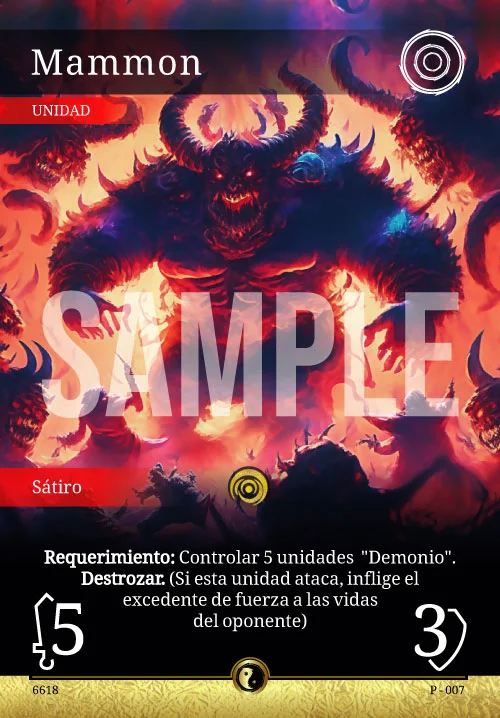 Mammon
UNIDAD
SAMPLE
Sátiro
Requerimiento: Controlar 5 unidades "Demonio".
Destrozar. (Si esta unidad ataca, inflige el
excedente de fuerza a las vidas
del oponente)
5
3
6618
P - 007